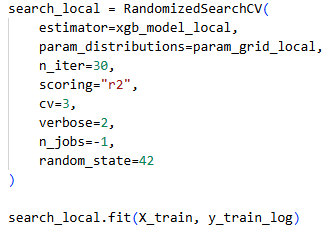 search_local = RandomizedSearchCV(
    estimator=xgb_model_local,
    param_distributions=param_grid_local,
    n_iter=30,
    scoring="r2",
    cv=3,
    verbose=2,
    n_jobs=-1,
    random_state=42
)

search_local.fit(X_train, y_train_log)